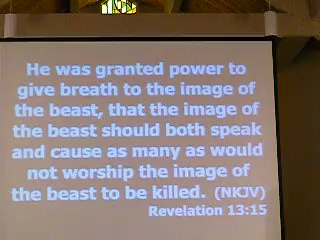 He was granted power to
give breath to the image of
the beast, that the image of
the beast should both speak
and cause as many as would
not worship the image of
the beast to be killed. (NKJV)
Revelation 13:15